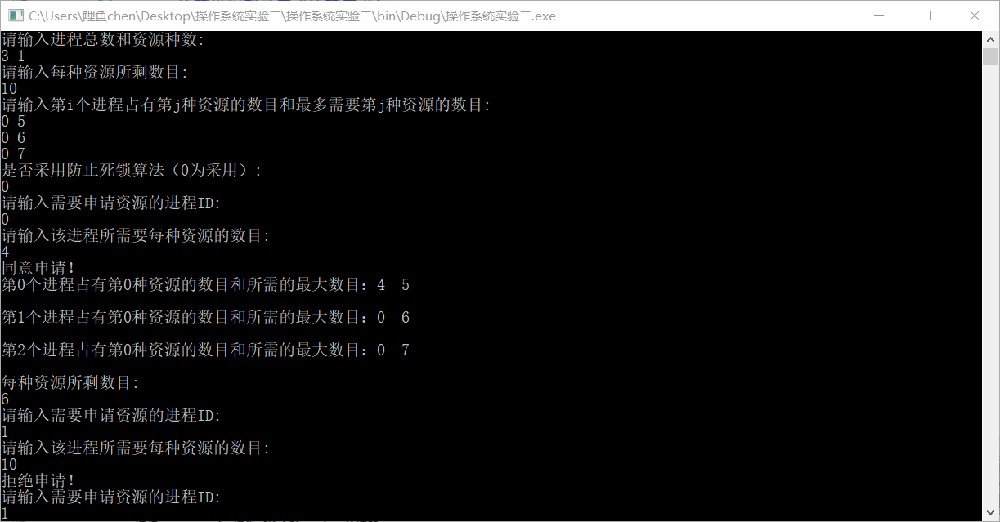 C:\Users\鲤鱼chen\Desktop\操作系统实验二\操作系统实验二\bin\Debug\操作系统实验二.exe
请输入进程总数和资源种数:
3 1
请输入每种资源所剩数目:
10
请输入第i个进程占有第j种资源的数目和最多需要第j种资源的数目:
0 5
0 6
0 7
是否采用防止死锁算法（0为采用）:
0
请输入需要申请资源的进程ID:
0
请输入该进程所需要每种资源的数目:
4
同意申请!
第0个进程占有第0种资源的数目和所需的最大数目: 4  5
第1个进程占有第0种资源的数目和所需的最大数目: 0  6
第2个进程占有第0种资源的数目和所需的最大数目: 0  7
每种资源所剩数目:
6
请输入需要申请资源的进程ID:
1
请输入该进程所需要每种资源的数目:
10
拒绝申请!
请输入需要申请资源的进程ID:
1